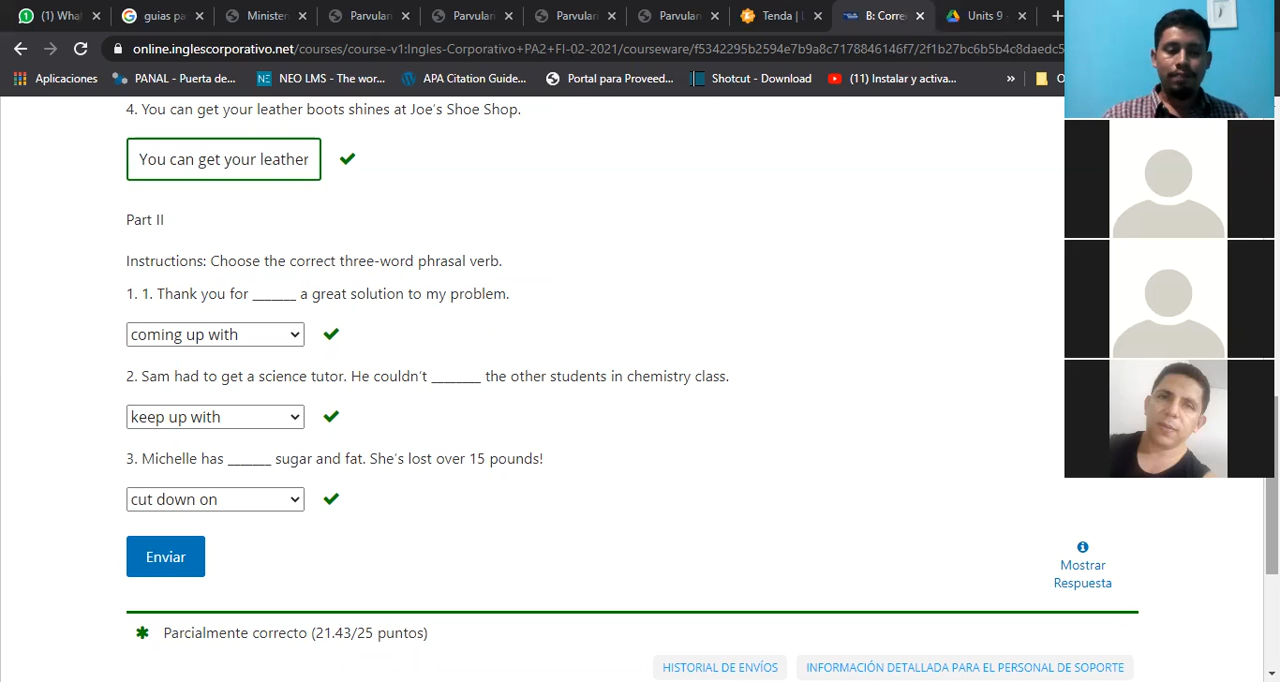 (1) What
guias pa
Minister
Parvular
Parvular
Parvular
Parvular
Tenda |
B: Corre
Units 9 -
online.inglescorporativo.net/courses/course-v1:Ingles-Corporativo+PA2+FI-02-2021/courseware/f5342295b2594e7b9a8c7178846146f7/2f1b27bc6b5b4c8daedc5
Aplicaciones
PANAL - Puerta de...
NEO LMS - The wor...
APA Citation Guide...
Portal para Proveed...
Shotcut - Download
(11) Instalar y activa...
»
O
4. You can get your leather boots shines at Joe's Shoe Shop.
You can get your leather
Part II
Instructions: Choose the correct three-word phrasal verb.
1. 1. Thank you for ______ a great solution to my problem.
coming up with
2. Sam had to get a science tutor. He couldn't _______ the other students in chemistry class.
keep up with
3. Michelle has ______ sugar and fat. She's lost over 15 pounds!
cut down on
Enviar
Mostrar
Respuesta
Parcialmente correcto (21.43/25 puntos)
HISTORIAL DE ENVÍOS
INFORMACIÓN DETALLADA PARA EL PERSONAL DE SOPORTE